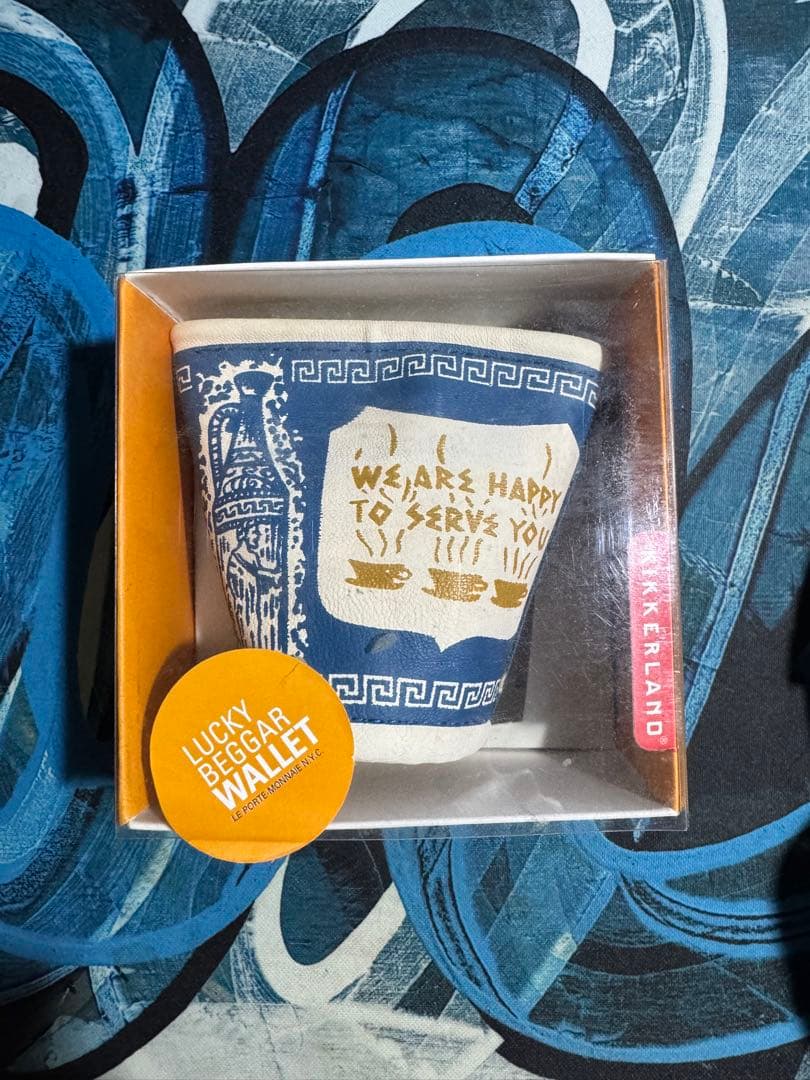 WE ARE HAPPY
TO SERVE YOU
KIKKERLAND®
LUCKY
BEGGAR
WALLET
LE PORTE-MONNAIE N.Y.C.